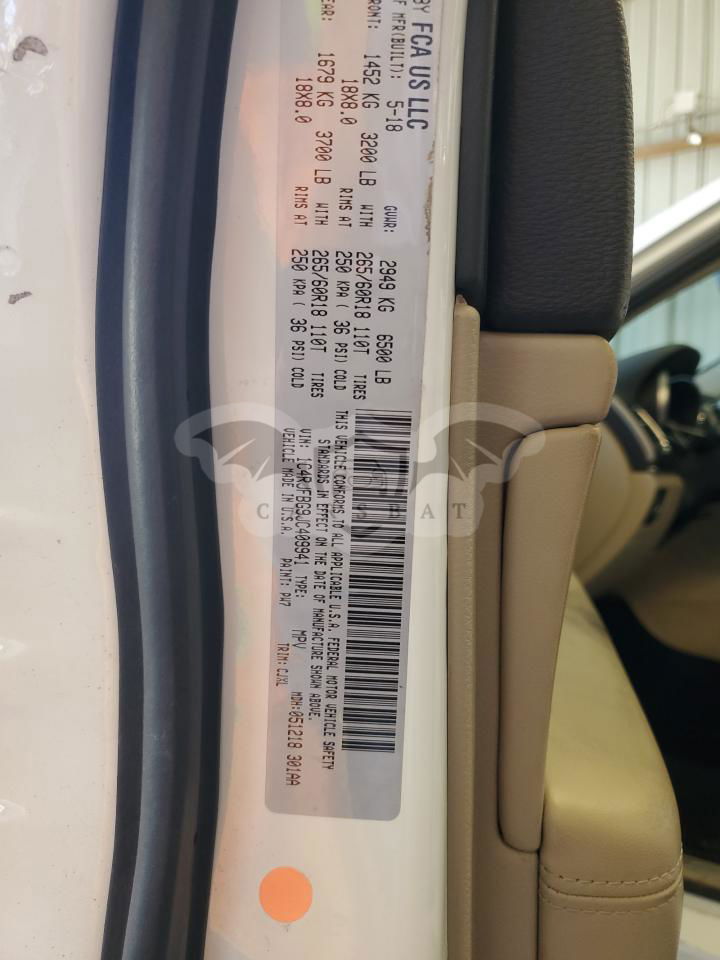 BY FCA US LLC
F MFR(BUILT): 5-18 GVWR: 2949 KG 6500 LB
RONT: 1452 KG 3200 LB WITH 265/60R18 110T TIRES
18X8.0 RIMS AT 250 KPA ( 36 PSI) COLD
EAR: 1679 KG 3700 LB WITH 265/60R18 110T TIRES
18X8.0 RIMS AT 250 KPA ( 36 PSI) COLD
THIS VEHICLE CONFORMS TO ALL APPLICABLE U.S.A. FEDERAL MOTOR VEHICLE SAFETY
STANDARDS IN EFFECT ON THE DATE OF MANUFACTURE SHOWN ABOVE.
VIN: 1C4RJFBG9JC409941 TYPE: MPV MDH:051218 301AA
VEHICLE MADE IN U.S.A. PAINT: PW7 TRIM: CJXL